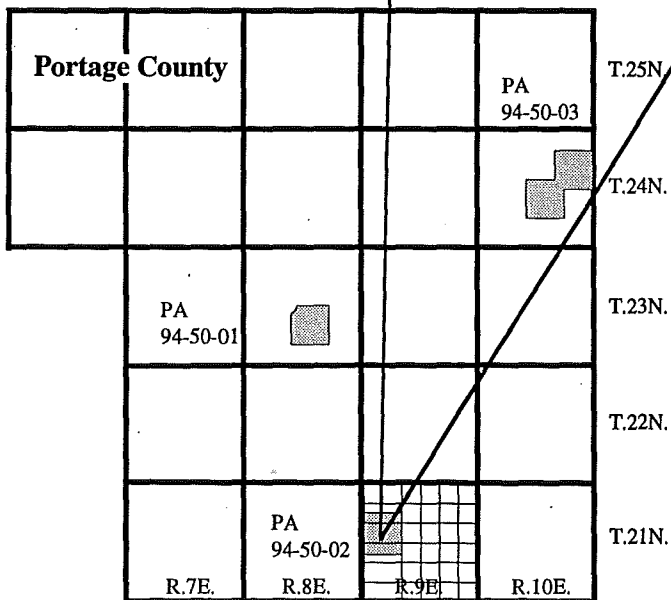 Portage County
T.25N.
PA
94-50-03
T.24N.
PA
94-50-01
T.23N.
T.22N.
PA
94-50-02
T.21N.
R.7E. R.8E. R.9E. R.10E.